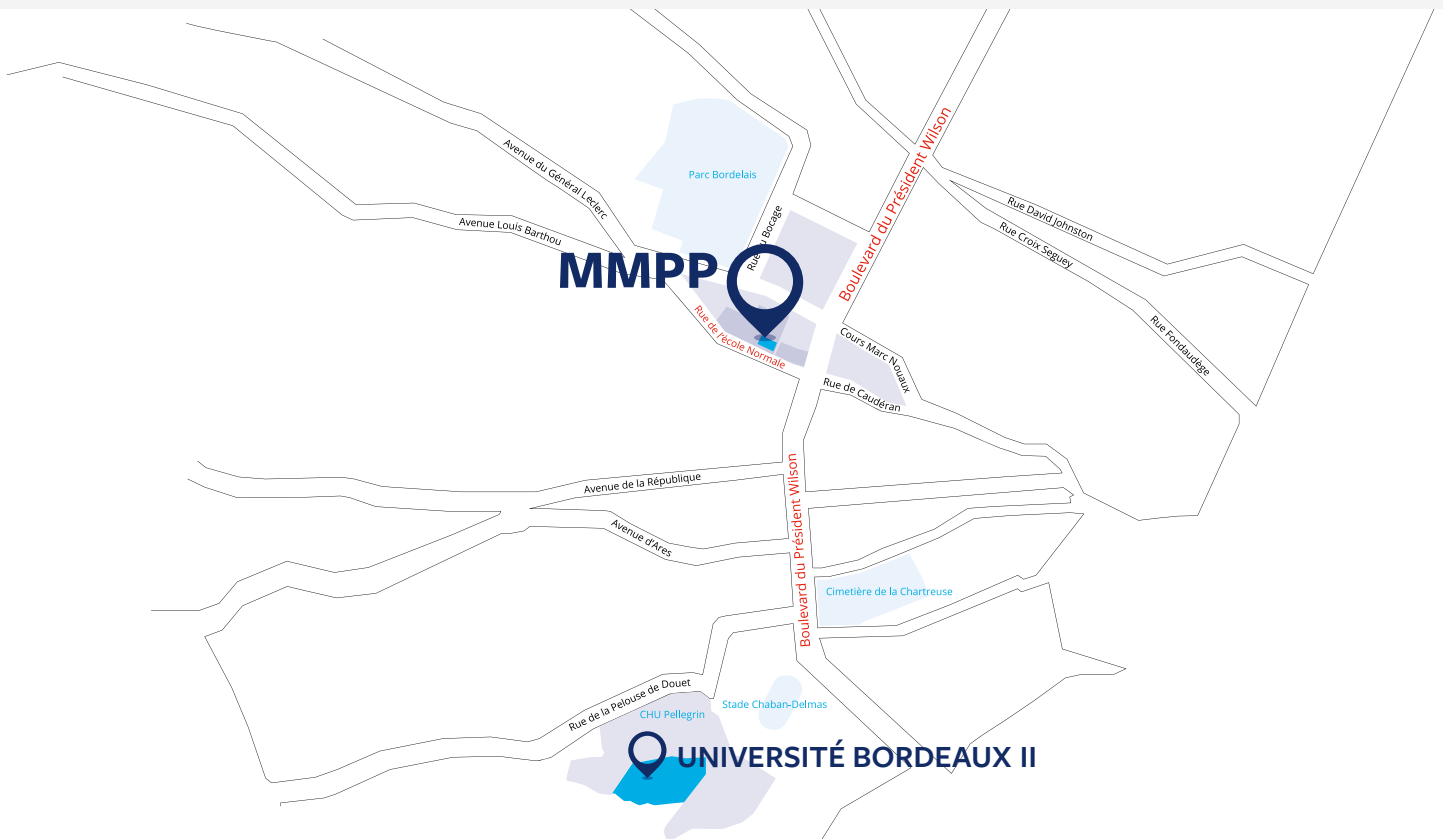 Boulevard du Président Wilson
Avenue du Général Leclerc
Parc Bordelais
Rue David Johnston
Avenue Louis Barthou
Rue du Bocage
Rue Croix Seguey
MMPP
Rue de l'école Normale
Cours Marc Nouaux
Rue Fondaudège
Rue de Caudéran
Avenue de la République
Boulevard du Président Wilson
Avenue d'Ares
Cimetière de la Chartreuse
Rue de la Pelouse de Douet
CHU Pellegrin
Stade Chaban-Delmas
UNIVERSITÉ BORDEAUX II